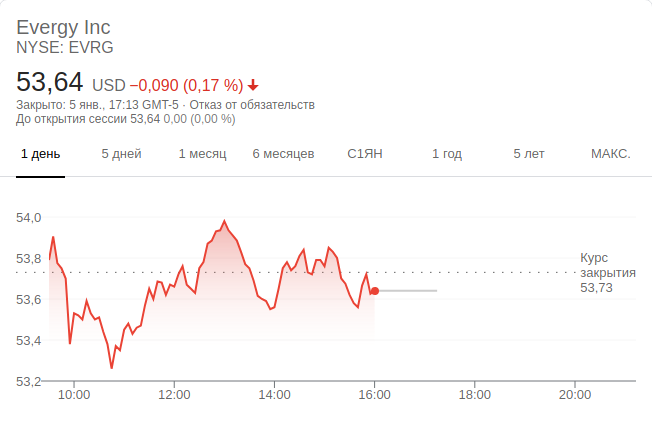 Evergy Inc
NYSE: EVRG
53,64 USD −0,090 (0,17 %)
Закрыто: 5 янв., 17:13 GMT-5 · Отказ от обязательств
До открытия сессии 53,64 0,00 (0,00 %)
1 день 5 дней 1 месяц 6 месяцев С1ЯН 1 год 5 лет МАКС.
54,0
53,8
53,6
53,4
53,2
Курс
закрытия
53,73
10:00 12:00 14:00 16:00 18:00 20:00